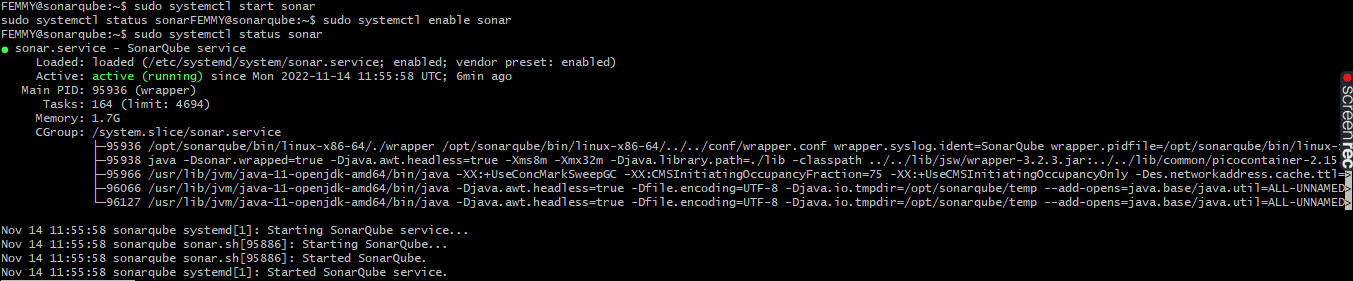 FEMMY@sonarqube:~$ sudo systemctl start sonar
sudo systemctl status sonarFEMMY@sonarqube:~$ sudo systemctl enable sonar
FEMMY@sonarqube:~$ sudo systemctl status sonar
● sonar.service - SonarQube service
     Loaded: loaded (/etc/systemd/system/sonar.service; enabled; vendor preset: enabled)
     Active: active (running) since Mon 2022-11-14 11:55:58 UTC; 6min ago
   Main PID: 95936 (wrapper)
      Tasks: 164 (limit: 4694)
     Memory: 1.7G
     CGroup: /system.slice/sonar.service
             ├─95936 /opt/sonarqube/bin/linux-x86-64/./wrapper /opt/sonarqube/bin/linux-x86-64/../../conf/wrapper.conf wrapper.syslog.ident=SonarQube wrapper.pidfile=/opt/sonarqube/bin/linux-
             ├─95938 java -Dsonar.wrapped=true -Djava.awt.headless=true -Xms8m -Xmx32m -Djava.library.path=./lib -classpath ../../lib/jsw/wrapper-3.2.3.jar:../../lib/common/picocontainer-2.15
             ├─95966 /usr/lib/jvm/java-11-openjdk-amd64/bin/java -XX:+UseConcMarkSweepGC -XX:CMSInitiatingOccupancyFraction=75 -XX:+UseCMSInitiatingOccupancyOnly -Des.networkaddress.cache.ttl=
             ├─96066 /usr/lib/jvm/java-11-openjdk-amd64/bin/java -Djava.awt.headless=true -Dfile.encoding=UTF-8 -Djava.io.tmpdir=/opt/sonarqube/temp --add-opens=java.base/java.util=ALL-UNNAMED>
             └─96127 /usr/lib/jvm/java-11-openjdk-amd64/bin/java -Djava.awt.headless=true -Dfile.encoding=UTF-8 -Djava.io.tmpdir=/opt/sonarqube/temp --add-opens=java.base/java.util=ALL-UNNAMED>

Nov 14 11:55:58 sonarqube systemd[1]: Starting SonarQube service...
Nov 14 11:55:58 sonarqube sonar.sh[95886]: Starting SonarQube...
Nov 14 11:55:58 sonarqube sonar.sh[95886]: Started SonarQube.
Nov 14 11:55:58 sonarqube systemd[1]: Started SonarQube service.
screenrec